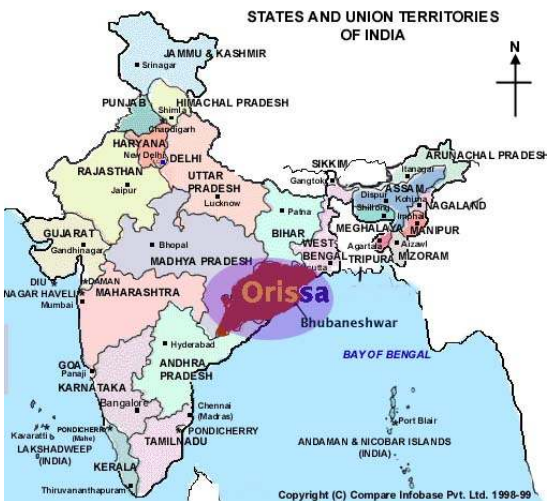 STATES AND UNION TERRITORIES
OF INDIA
N
JAMMU & KASHMIR
Srinagar
PUNJAB
HIMACHAL PRADESH
Shimla
Chandigarh
HARYANA
New Delhi
DELHI
RAJASTHAN
Jaipur
UTTAR
PRADESH
Lucknow
SIKKIM
Gangtok
ARUNACHAL PRADESH
Itanagar
ASSAM
Dispur
Kohima
NAGALAND
Shillong
MEGHALAYA
Imphal
MANIPUR
Agartala
Aizawl
TRIPURA
MIZORAM
Patna
BIHAR
WEST
BENGAL
GUJARAT
Gandhinagar
Bhopal
MADHYA PRADESH
DIU
DAMAN
NAGAR HAVELI
Mumbai
MAHARASHTRA
Orissa
Bhubaneshwar
Hyderabad
ANDHRA
PRADESH
BAY OF BENGAL
GOA
Panaji
KARNATAKA
Bangalore
Chennai
(Madras)
PONDICHERRY
(Mahe)
PONDICHERRY
TAMILNADU
Kavaratti
LAKSHADWEEP
(INDIA)
KERALA
Thiruvananthapuram
Port Blair
ANDAMAN & NICOBAR ISLANDS
(INDIA)
Copyright (C) Compare Infobase Pvt. Ltd. 1998-99